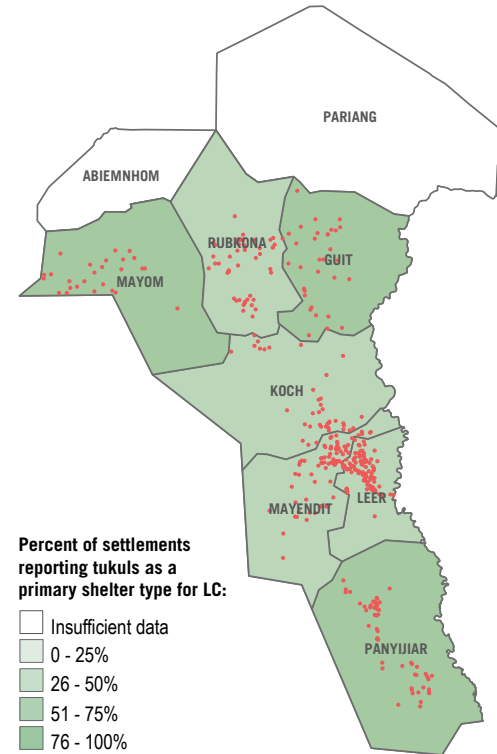 PARIANG
ABIEMNHOM
RUBKONA
GUIT
MAYOM
KOCH
MAYENDIT
LEER
PANYIJIAR
Percent of settlements
reporting tukuls as a
primary shelter type for LC:
Insufficient data
0 - 25%
26 - 50%
51 - 75%
76 - 100%